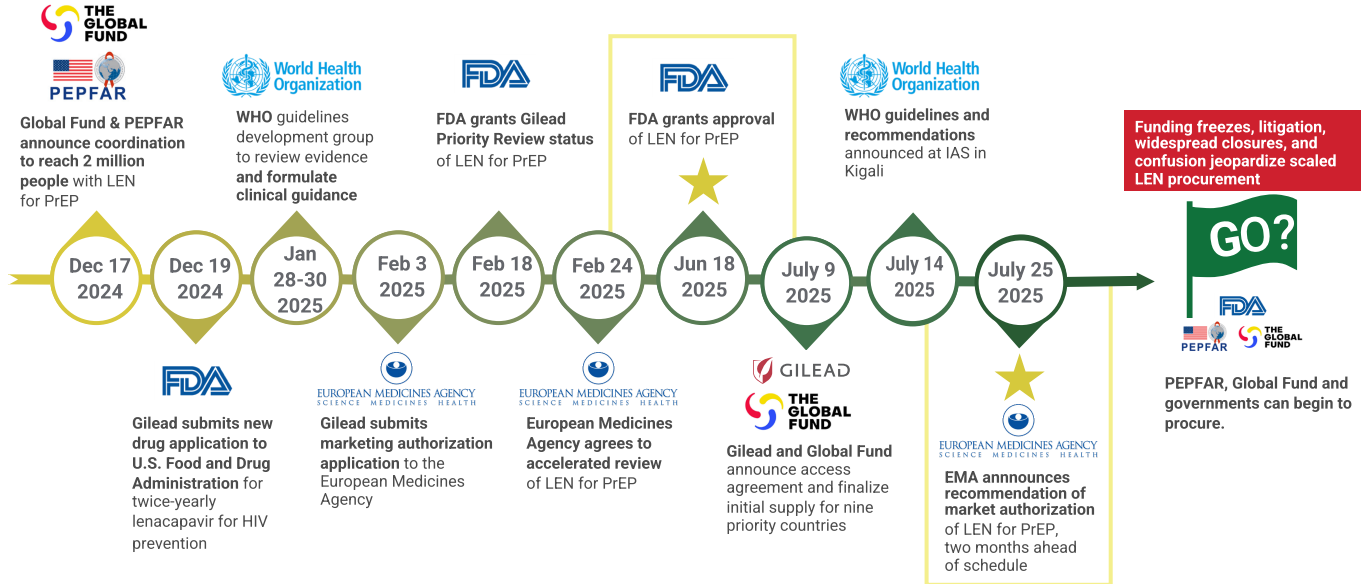 THE
GLOBAL
FUND
PEPFAR
Global Fund & PEPFAR
announce coordination
to reach 2 million
people with LEN
for PrEP
Dec 17
2024
Dec 19
2024
FDA
Gilead submits new
drug application to
U.S. Food and Drug
Administration for
twice-yearly
lenacapavir for HIV
prevention
World Health
Organization
WHO guidelines
development group
to review evidence
and formulate
clinical guidance
Jan
28-30
2025
Feb 3
2025
EUROPEAN MEDICINES AGENCY
SCIENCE MEDICINES HEALTH
Gilead submits
marketing authorization
application to the
European Medicines
Agency
FDA
FDA grants Gilead
Priority Review status
of LEN for PrEP
Feb 18
2025
Feb 24
2025
EUROPEAN MEDICINES AGENCY
SCIENCE MEDICINES HEALTH
European Medicines
Agency agrees to
accelerated review
of LEN for PrEP
FDA
FDA grants approval
of LEN for PrEP
Jun 18
2025
July 9
2025
GILEAD
THE
GLOBAL
FUND
Gilead and Global Fund
announce access
agreement and finalize
initial supply for nine
priority countries
World Health
Organization
WHO guidelines and
recommendations
announced at IAS in
Kigali
July 14
2025
July 25
2025
EUROPEAN MEDICINES AGENCY
SCIENCE MEDICINES HEALTH
EMA annnounces
recommendation of
market authorization
of LEN for PrEP,
two months ahead
of schedule
Funding freezes, litigation,
widespread closures, and
confusion jeopardize scaled
LEN procurement
GO?
FDA
PEPFAR
THE
GLOBAL
FUND
PEPFAR, Global Fund and
governments can begin to
procure.